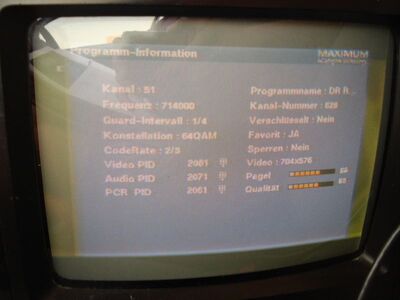 Programm-Information
MAXIMUM
Kanal : 51
Programmname : DR R...
Frequenz : 714000
Kanal-Nummer : 629
Guard-Intervall : 1/4
Verschlüsselt : Nein
Konstellation : 64QAM
Favorit : JA
CodeRate : 2/3
Sperren : Nein
Video PID 2061
Video : 704x576
Audio PID 2071
Pegel
PCR PID 2061
Qualität